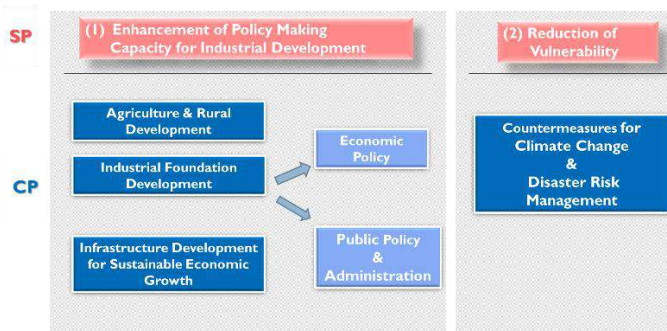 SP
(1) Enhancement of Policy Making
Capacity for Industrial Development
(2) Reduction of
Vulnerability
CP
Agriculture & Rural
Development
Industrial Foundation
Development
Infrastructure Development
for Sustainable Economic
Growth
Economic
Policy
Public Policy
&
Administration
Countermeasures for
Climate Change
&
Disaster Risk
Management